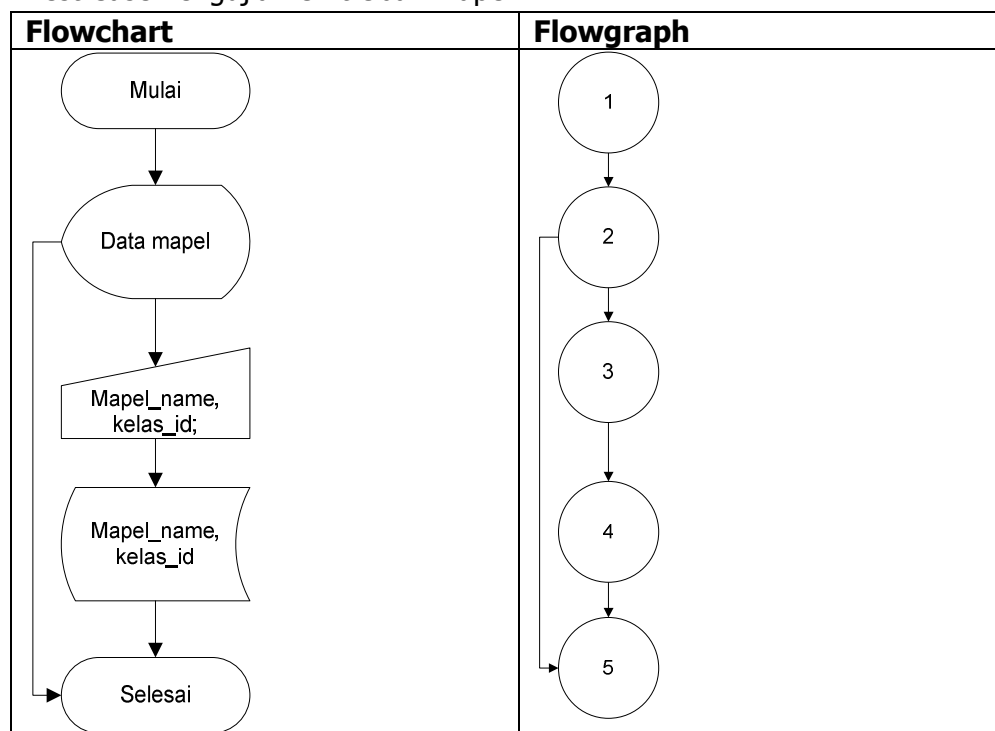 Flowchart
Flowgraph
Mulai
Data mapel
Mapel_name,
kelas_id;
Mapel_name,
kelas_id
Selesai
1
2
3
4
5